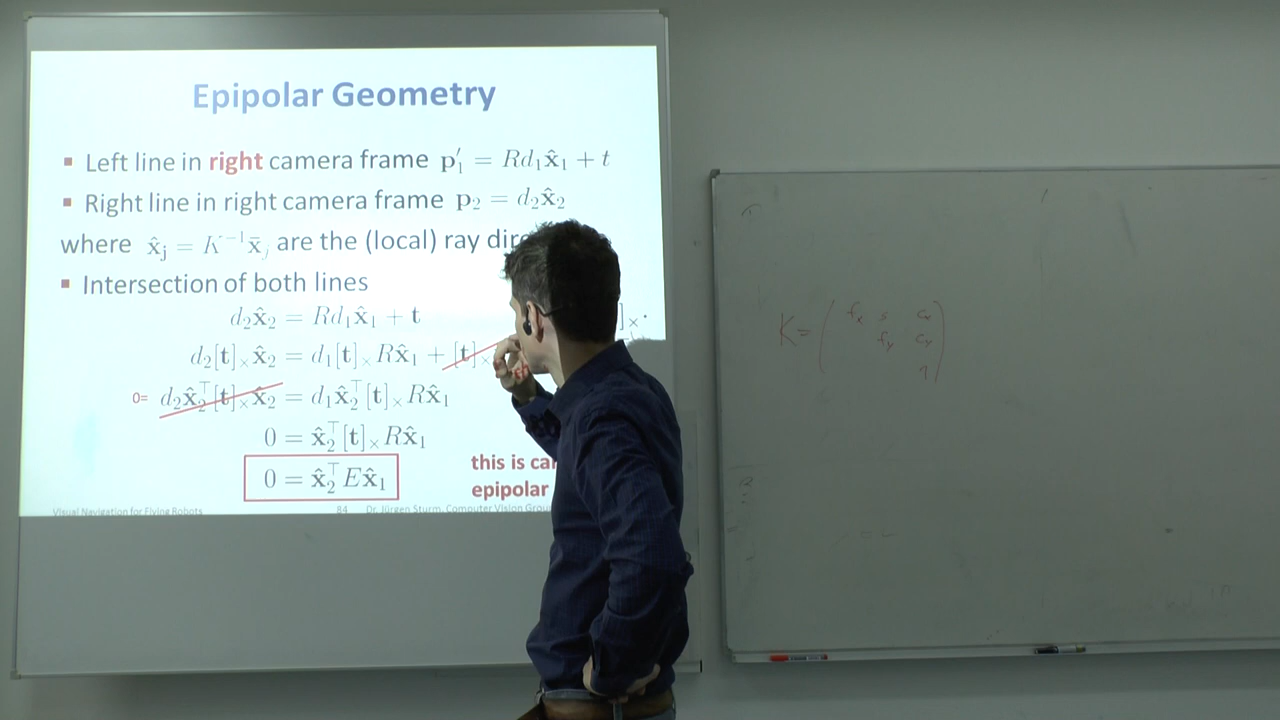 Epipolar Geometry
▪ Left line in right camera frame p′₁ = Rd₁x̂₁ + t
▪ Right line in right camera frame p₂ = d₂x̂₂
where x̂ⱼ = K⁻¹x̄ⱼ are the (local) ray
▪ Intersection of both lines
d₂x̂₂ = Rd₁x̂₁ + t ]ₓ·
d₂[t]ₓx̂₂ = d₁[t]ₓRx̂₁ + [t]ₓ
0= d₂x̂₂ᵀ[t]ₓx̂₂ = d₁x̂₂ᵀ[t]ₓRx̂₁
0 = x̂₂ᵀ[t]ₓRx̂₁
0 = x̂₂ᵀEx̂₁
this is
epipolar
Visual Navigation for Flying Robots 84 Dr. Jürgen Sturm, Computer Vision
K = ( fₓ s cₓ
f_y c_y
1 )